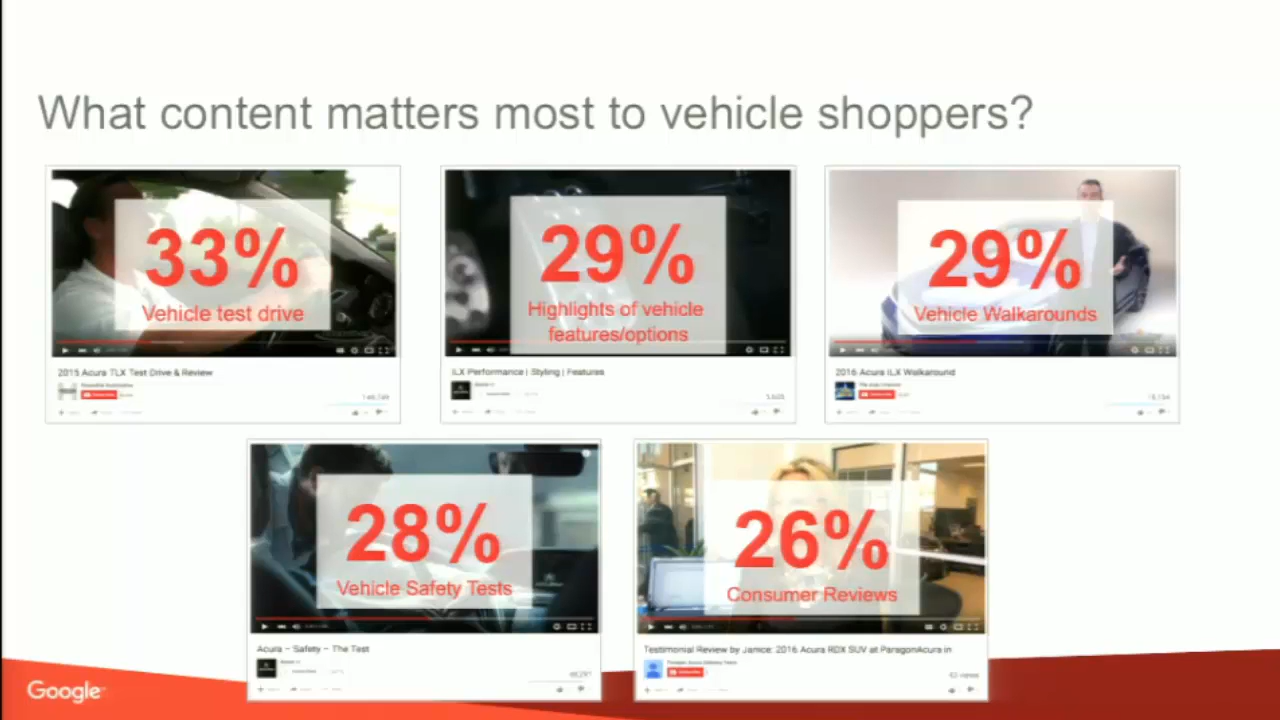 What content matters most to vehicle shoppers?
33%
Vehicle test drive
2015 Acura TLX Test Drive & Review
29%
Highlights of vehicle
features/options
ILX Performance | Styling | Features
29%
Vehicle Walkarounds
2016 Acura ILX Walkaround
28%
Vehicle Safety Tests
Acura – Safety – The Test
26%
Consumer Reviews
Testimonial Review by Janice: 2016 Acura RDX SUV at ParagonAcura in
Google